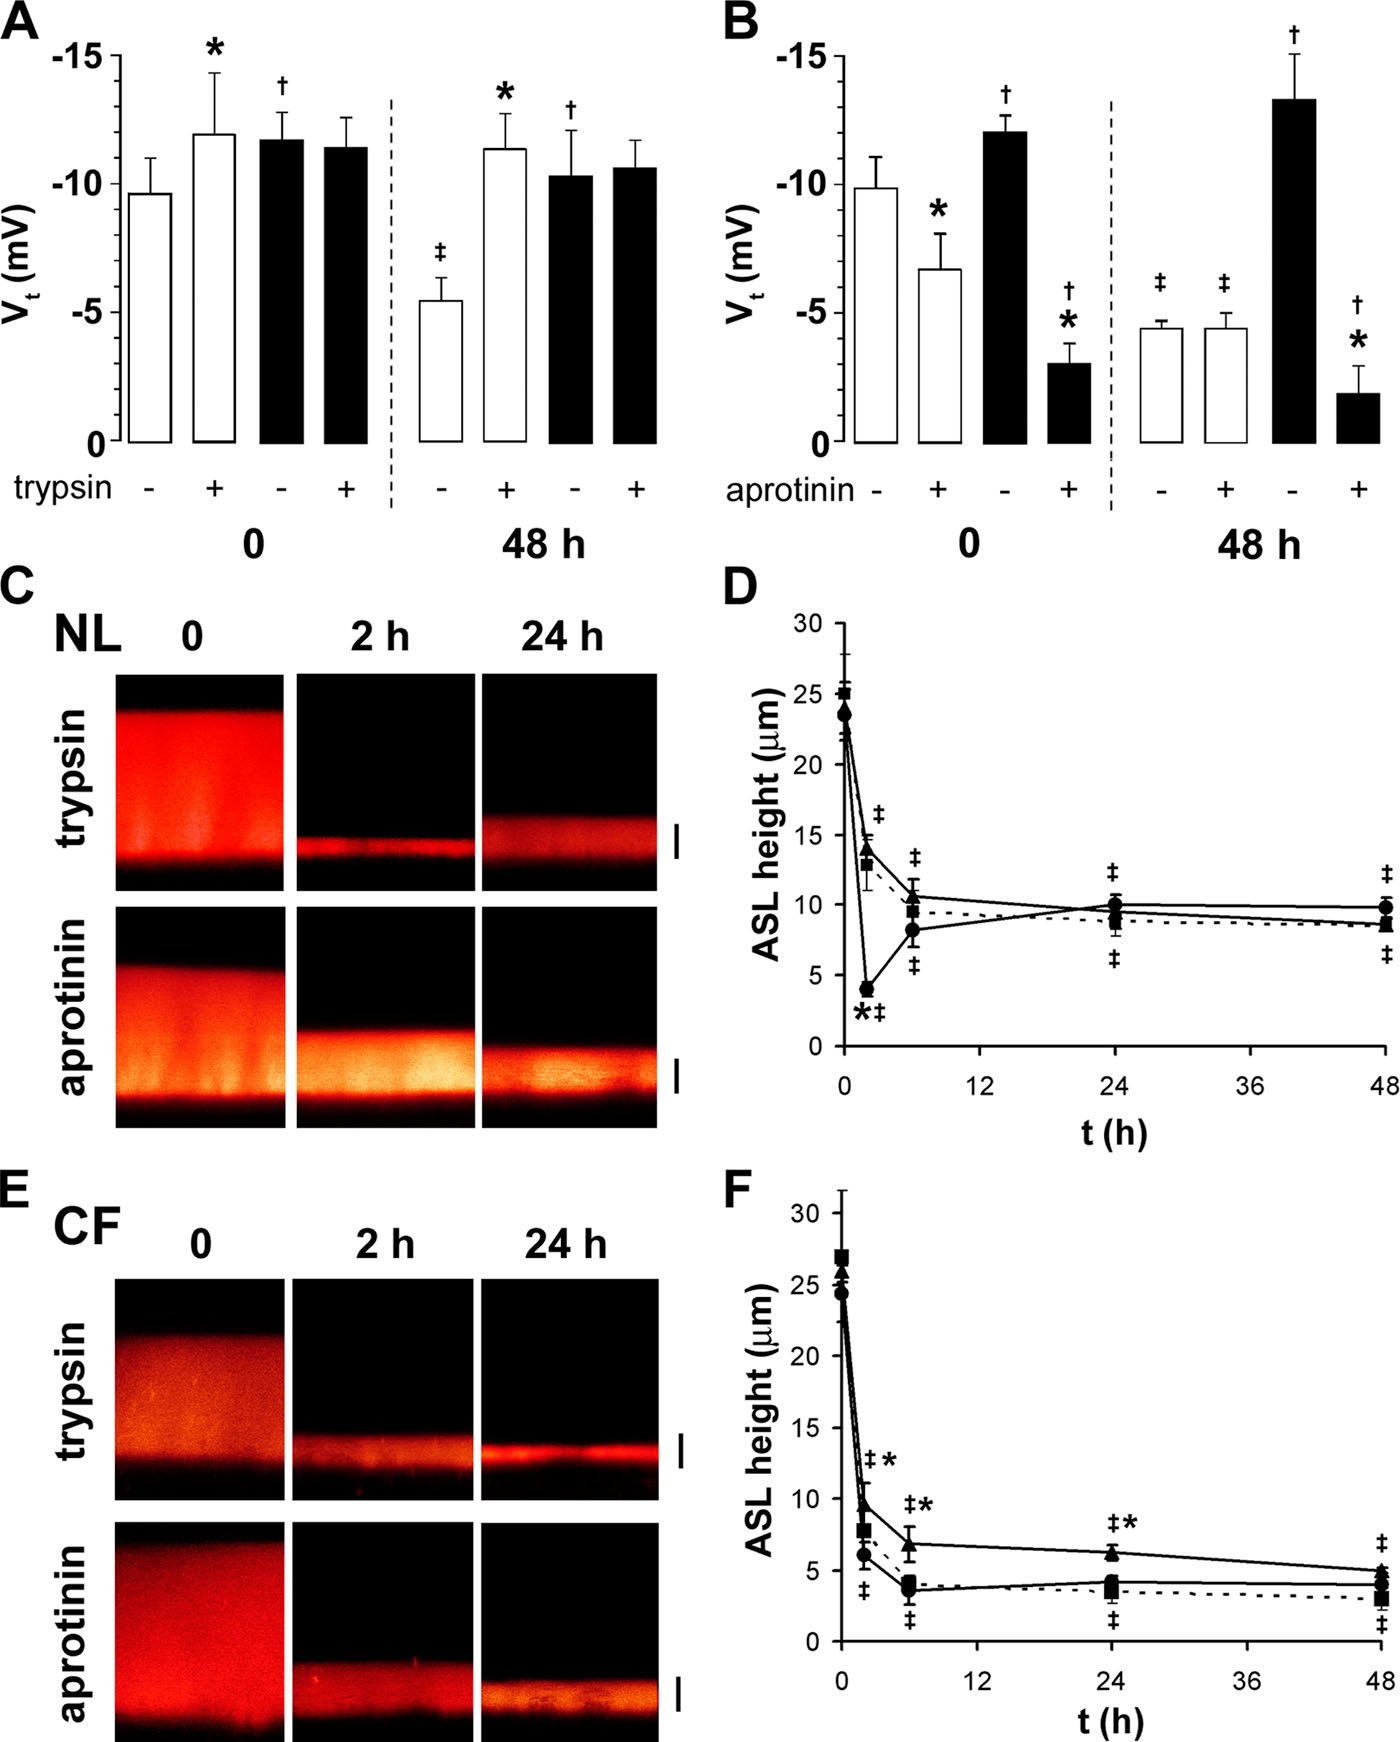 A
B
-15
-10
-5
0
Vt (mV)
* † ‡ * †
trypsin - + - + - + - +
0 48 h
-15
-10
-5
0
Vt (mV)
* † † * ‡ ‡ † † *
aprotinin - + - + - + - +
0 48 h
C
NL 0 2 h 24 h
trypsin
aprotinin
D
30
25
20
15
10
5
0
ASL height (μm)
‡ ‡ ‡ ‡
*‡ ‡ ‡ ‡
0 12 24 36 48
t (h)
E
CF 0 2 h 24 h
trypsin
aprotinin
F
30
25
20
15
10
5
0
ASL height (μm)
‡* ‡* ‡* ‡
‡ ‡ ‡ ‡
0 12 24 36 48
t (h)